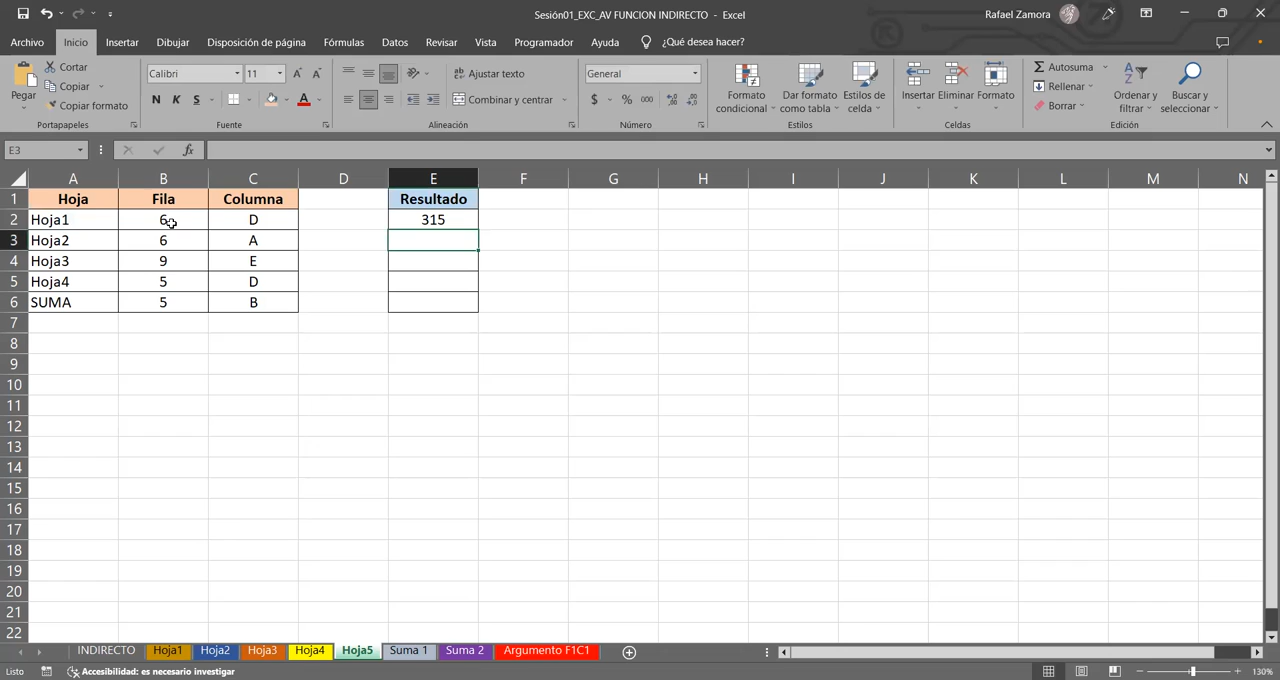 Sesión01_EXC_AV FUNCION INDIRECTO - Excel
Rafael Zamora
Archivo Inicio Insertar Dibujar Disposición de página Fórmulas Datos Revisar Vista Programador Ayuda ¿Qué desea hacer?
Pegar
Cortar
Copiar
Copiar formato
Portapapeles
Calibri 11
N K S
Fuente
Ajustar texto
Combinar y centrar
Alineación
General
$ % 000
Número
Formato condicional
Dar formato como tabla
Estilos de celda
Estilos
Insertar Eliminar Formato
Celdas
Autosuma
Rellenar
Borrar
Ordenar y filtrar
Buscar y seleccionar
Edición
E3 fx
A B C D E F G H I J K L M N
1 Hoja Fila Columna Resultado
2 Hoja1 6 D 315
3 Hoja2 6 A
4 Hoja3 9 E
5 Hoja4 5 D
6 SUMA 5 B
7
8
9
10
11
12
13
14
15
16
17
18
19
20
21
22
INDIRECTO Hoja1 Hoja2 Hoja3 Hoja4 Hoja5 Suma 1 Suma 2 Argumento F1C1
Listo Accesibilidad: es necesario investigar 130%